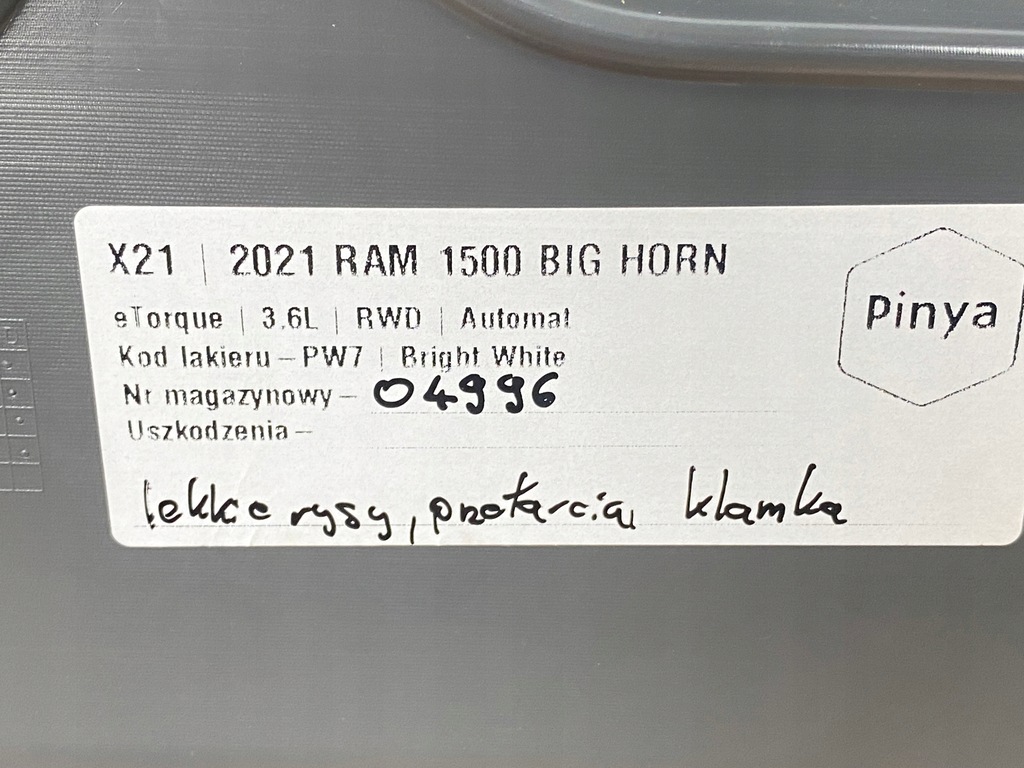 X21 | 2021 RAM 1500 BIG HORN
Pinya
eTorque | 3.6L | RWD | Automat
Kod lakieru – PW7 | Bright White
Nr magazynowy – 04996
Uszkodzenia –
lekkie rysy, przetarcia, klamka